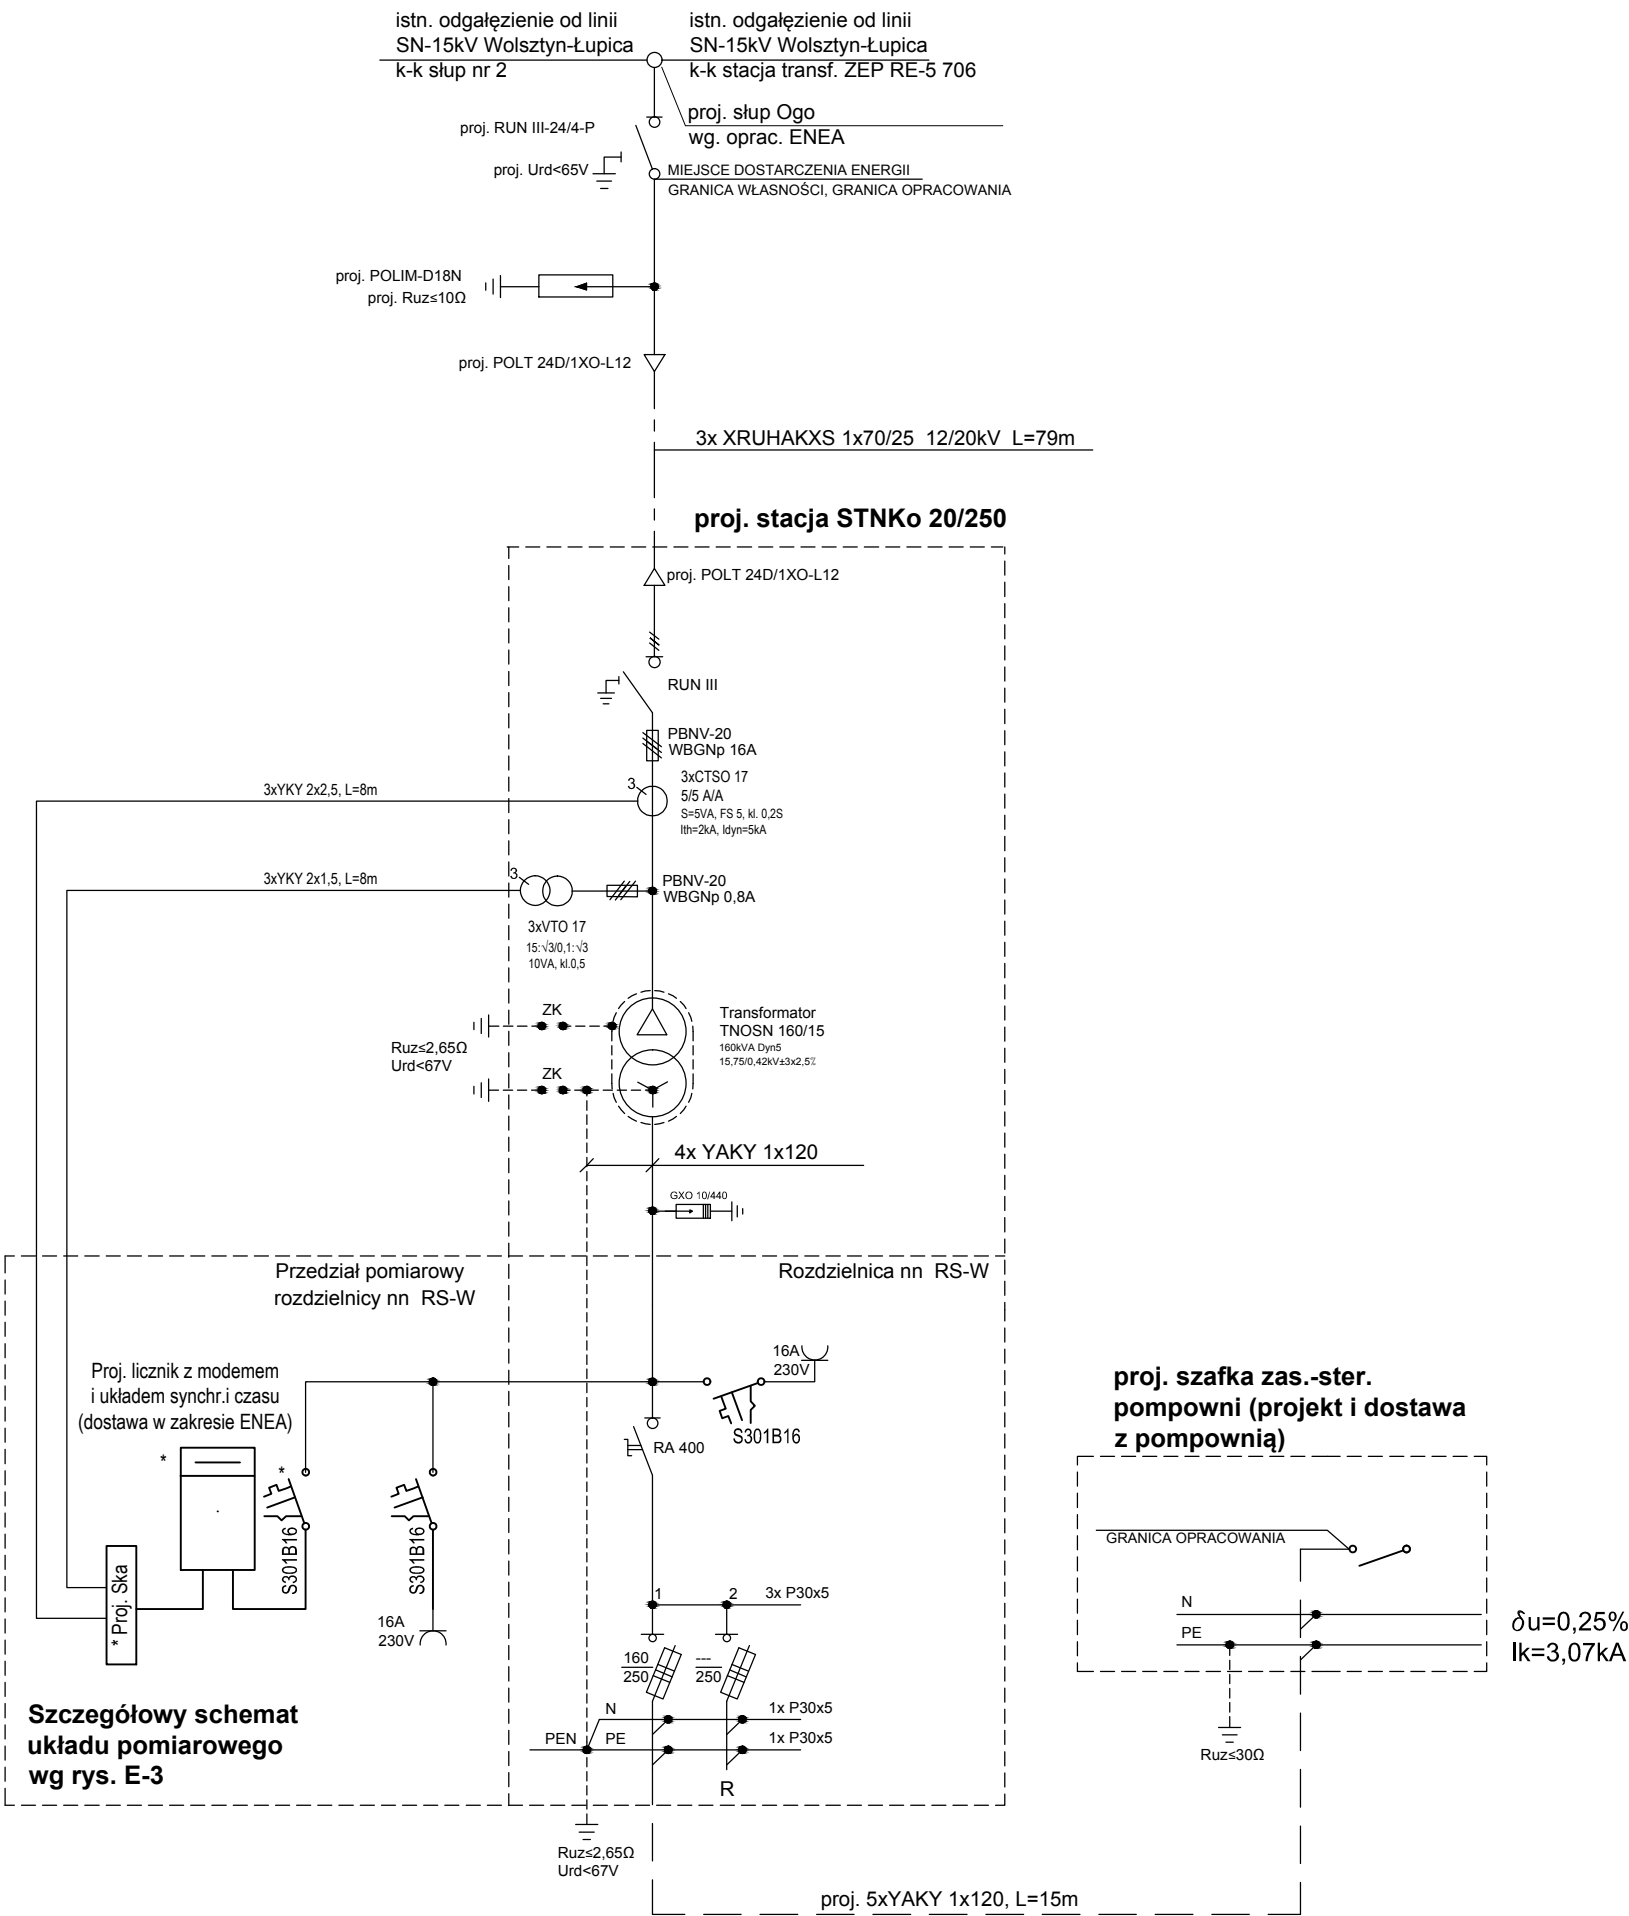 istn. odgałęzienie od linii
SN-15kV Wolsztyn-Łupica
k-k słup nr 2
istn. odgałęzienie od linii
SN-15kV Wolsztyn-Łupica
k-k stacja transf. ZEP RE-5 706
proj. słup Ogo
wg. oprac. ENEA
proj. RUN III-24/4-P
proj. Urd<65V
MIEJSCE DOSTARCZENIA ENERGII
GRANICA WŁASNOŚCI, GRANICA OPRACOWANIA
proj. POLIM-D18N
proj. Ruz≤10Ω
proj. POLT 24D/1XO-L12
3x XRUHAKXS 1x70/25 12/20kV L=79m
proj. stacja STNKo 20/250
proj. POLT 24D/1XO-L12
RUN III
PBNV-20
WBGNp 16A
3
3xCTSO 17
5/5 A/A
S=5VA, FS 5, kl. 0,2S
Ith=2kA, Idyn=5kA
3xYKY 2x2,5, L=8m
3xYKY 2x1,5, L=8m
3
PBNV-20
WBGNp 0,8A
3xVTO 17
15:√3/0,1:√3
10VA, kl.0,5
ZK
Ruz≤2,65Ω
Urd<67V
ZK
Transformator
TNOSN 160/15
160kVA Dyn5
15,75/0,42kV±3x2,5%
4x YAKY 1x120
GXO 10/440
Przedział pomiarowy
rozdzielnicy nn RS-W
Rozdzielnica nn RS-W
16A
230V
S301B16
RA 400
Proj. licznik z modemem
i układem synchr.i czasu
(dostawa w zakresie ENEA)
*
*
S301B16
S301B16
* Proj. Ska
16A
230V
1
2
3x P30x5
160
250
---
250
N
1x P30x5
PEN
PE
1x P30x5
R
Szczegółowy schemat
układu pomiarowego
wg rys. E-3
Ruz≤2,65Ω
Urd<67V
proj. 5xYAKY 1x120, L=15m
proj. szafka zas.-ster.
pompowni (projekt i dostawa
z pompownią)
GRANICA OPRACOWANIA
N
PE
Ruz≤30Ω
δu=0,25%
Ik=3,07kA